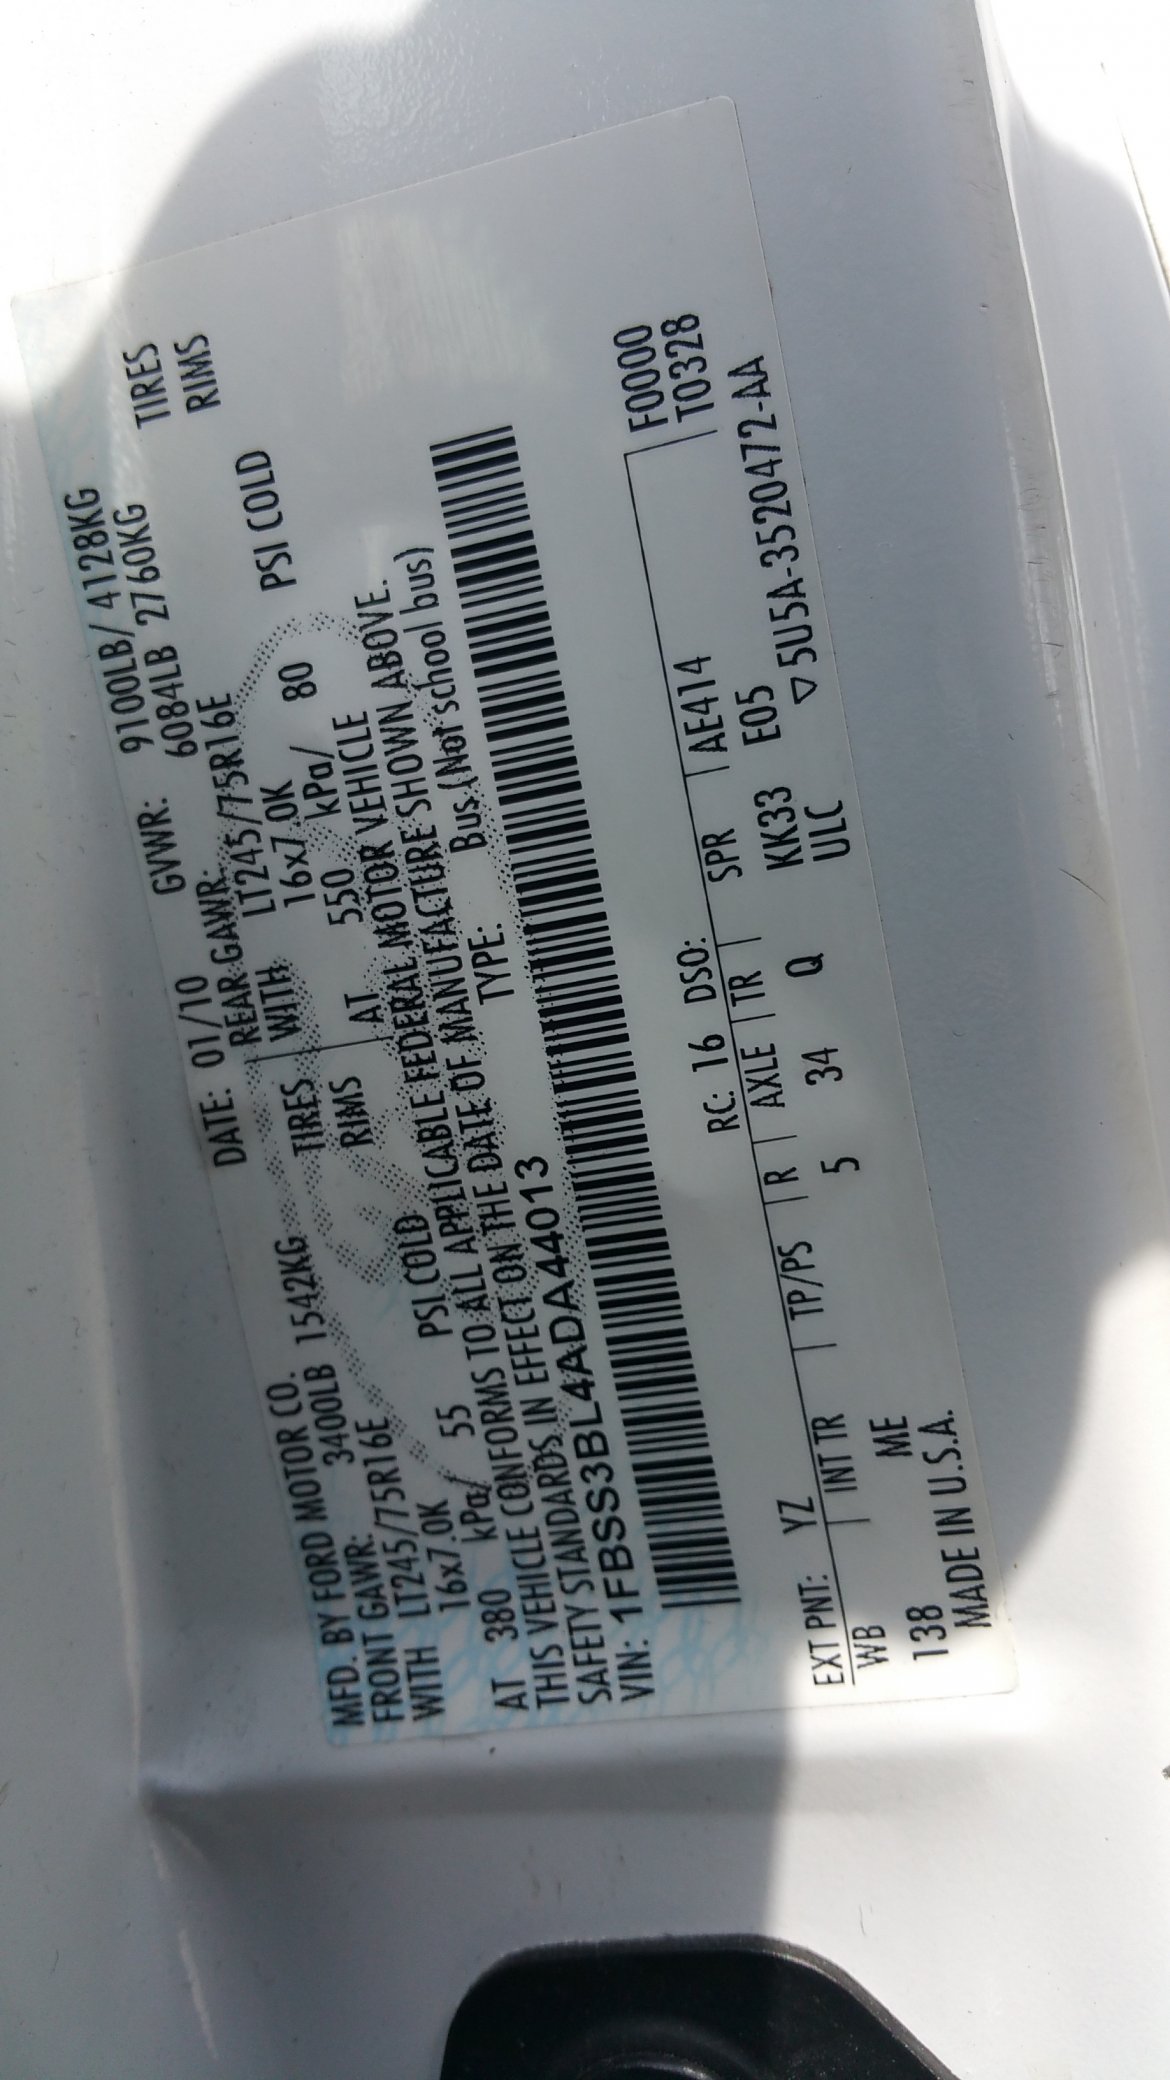 MFD. BY FORD MOTOR CO.
DATE: 01/10 GVWR: 9100LB/ 4128KG
FRONT GAWR: 3400LB 1542KG REAR GAWR: 6084LB 2760KG
WITH LT245/75R16E TIRES WITH LT245/75R16E TIRES
16x7.0K RIMS 16x7.0K RIMS
AT 380 kPa/ 55 PSI COLD AT 550 kPa/ 80 PSI COLD
THIS VEHICLE CONFORMS TO ALL APPLICABLE FEDERAL MOTOR VEHICLE
SAFETY STANDARDS IN EFFECT ON THE DATE OF MANUFACTURE SHOWN ABOVE.
VIN: 1FBSS3BL4ADA44013 TYPE: Bus (Not school bus)
F0000
T0328
EXT PNT: YZ RC: 16 DSO:
WB INT TR TP/PS R AXLE TR SPR AE414
138 ME 5 34 Q KK33 E05
ULC
MADE IN U.S.A. ▽5U5A-3520472-AA